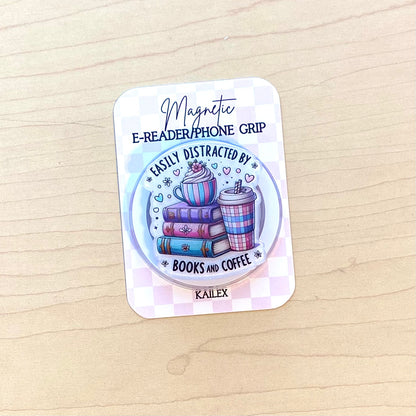 Magnetic
E-READER/PHONE GRIP
EASILY DISTRACTED BY
BOOKS AND COFFEE
KAILEX